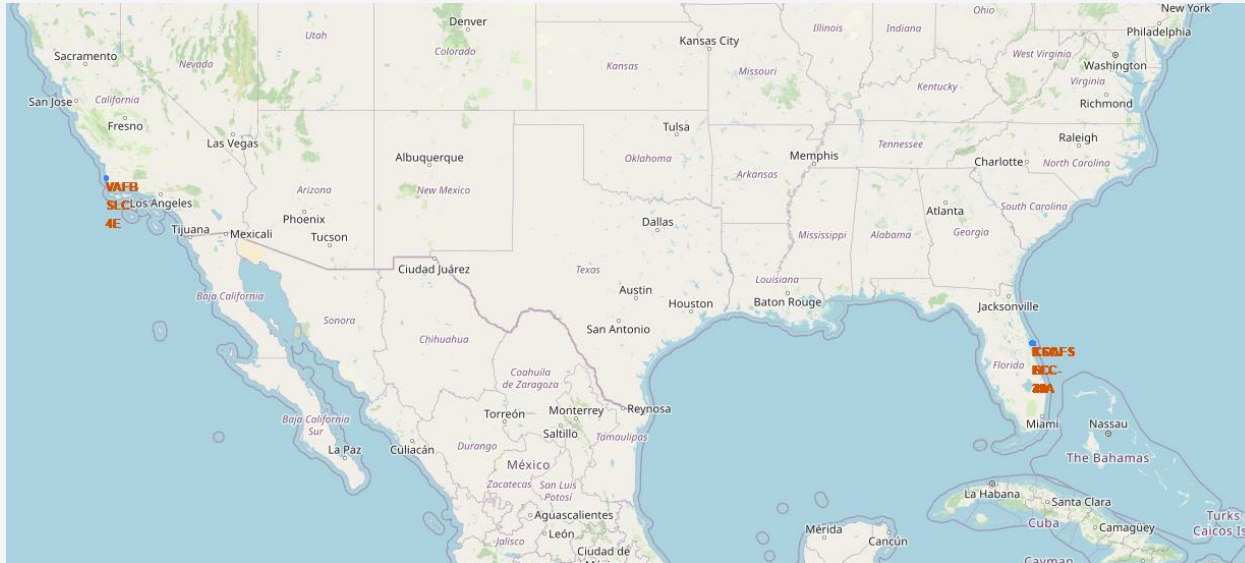 New York
Ohio
Denver
Illinois
Indiana
Philadelphia
Utah
Kansas City
Sacramento
Colorado
West Virginia
Washington
Nevada
Kansas
Missouri
Virginia
San Jose
California
Kentucky
Richmond
Fresno
Tulsa
Las Vegas
Raleigh
Albuquerque
Oklahoma
Memphis
Tennessee
Charlotte
North Carolina
Arkansas
VAFB
SLC-
4E
Los Angeles
Arizona
New Mexico
Phoenix
Dallas
Atlanta
South Carolina
Tijuana
Mexicali
Tucson
Mississippi
Alabama
Georgia
Ciudad Juárez
Texas
Louisiana
Baja California
Austin
Houston
Baton Rouge
Jacksonville
Sonora
San Antonio
Chihuahua
Florida
Coahuila
de Zaragoza
Torreón
Monterrey
Reynosa
Baja California
Sur
Saltillo
Tamaulipas
Miami
Nassau
La Paz
Culiacán
Durango
México
The Bahamas
Zacatecas
San Luis
Potosí
La Habana
Santa Clara
Aguascalientes
Cuba
Camagüey
Turks
Caicos Is
León
Jalisco
Ciudad de
Mérida
Cancún
Cayman